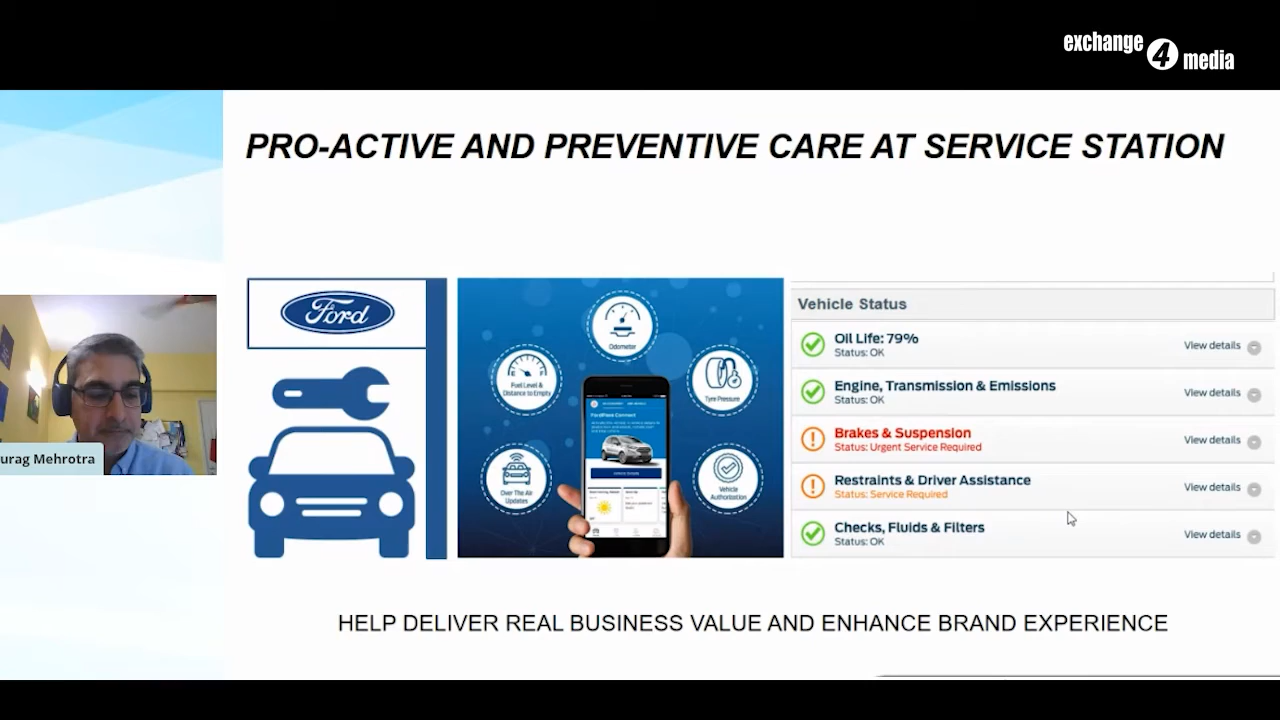 exchange
4
media
PRO-ACTIVE AND PREVENTIVE CARE AT SERVICE STATION
Ford
Odometer
Fuel Level &
Distance to Empty
Tyre Pressure
Over The Air
Updates
Vehicle
Authorization
Vehicle Status
Oil Life: 79%
Status: OK
View details
Engine, Transmission & Emissions
Status: OK
View details
Brakes & Suspension
Status: Urgent Service Required
View details
Restraints & Driver Assistance
Status: Service Required
View details
Checks, Fluids & Filters
Status: OK
View details
urag Mehrotra
HELP DELIVER REAL BUSINESS VALUE AND ENHANCE BRAND EXPERIENCE